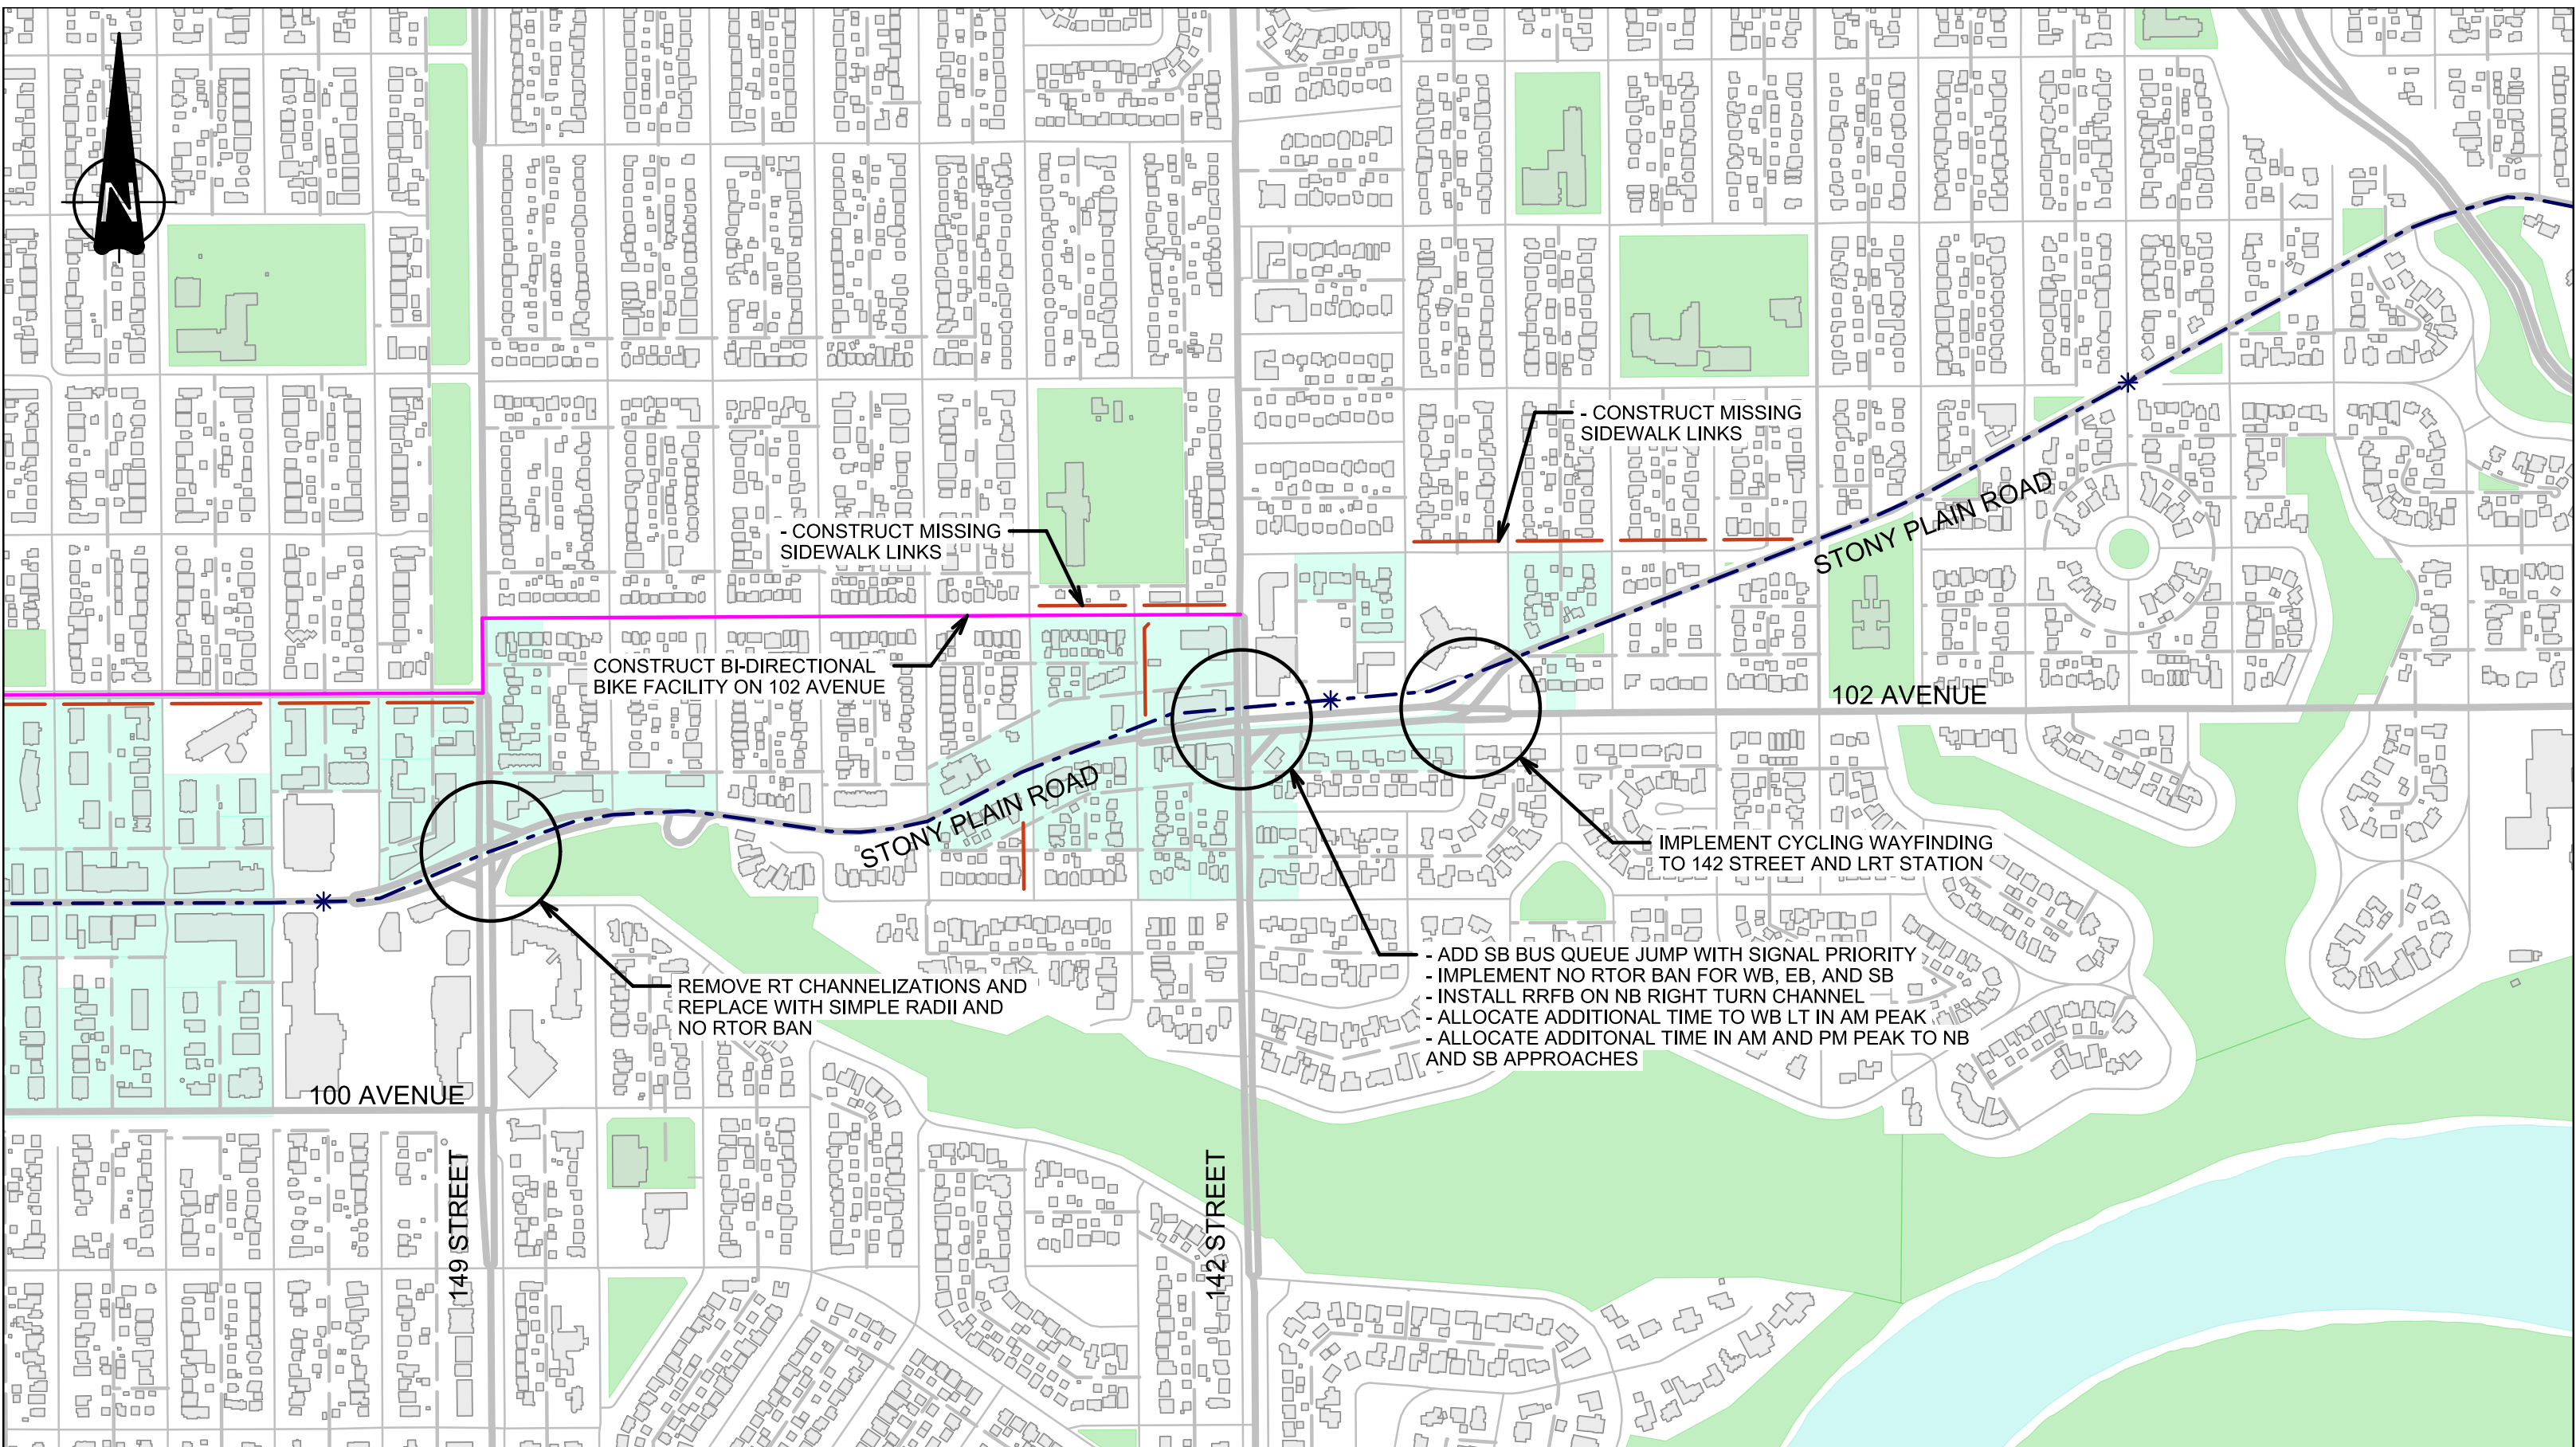 N
- CONSTRUCT MISSING
SIDEWALK LINKS
- CONSTRUCT MISSING
SIDEWALK LINKS
STONY PLAIN ROAD
CONSTRUCT BI-DIRECTIONAL
BIKE FACILITY ON 102 AVENUE
102 AVENUE
STONY PLAIN ROAD
IMPLEMENT CYCLING WAYFINDING
TO 142 STREET AND LRT STATION
- ADD SB BUS QUEUE JUMP WITH SIGNAL PRIORITY
- IMPLEMENT NO RTOR BAN FOR WB, EB, AND SB
- INSTALL RRFB ON NB RIGHT TURN CHANNEL
- ALLOCATE ADDITIONAL TIME TO WB LT IN AM PEAK
- ALLOCATE ADDITONAL TIME IN AM AND PM PEAK TO NB
AND SB APPROACHES
REMOVE RT CHANNELIZATIONS AND
REPLACE WITH SIMPLE RADII AND
NO RTOR BAN
100 AVENUE
149 STREET
142 STREET